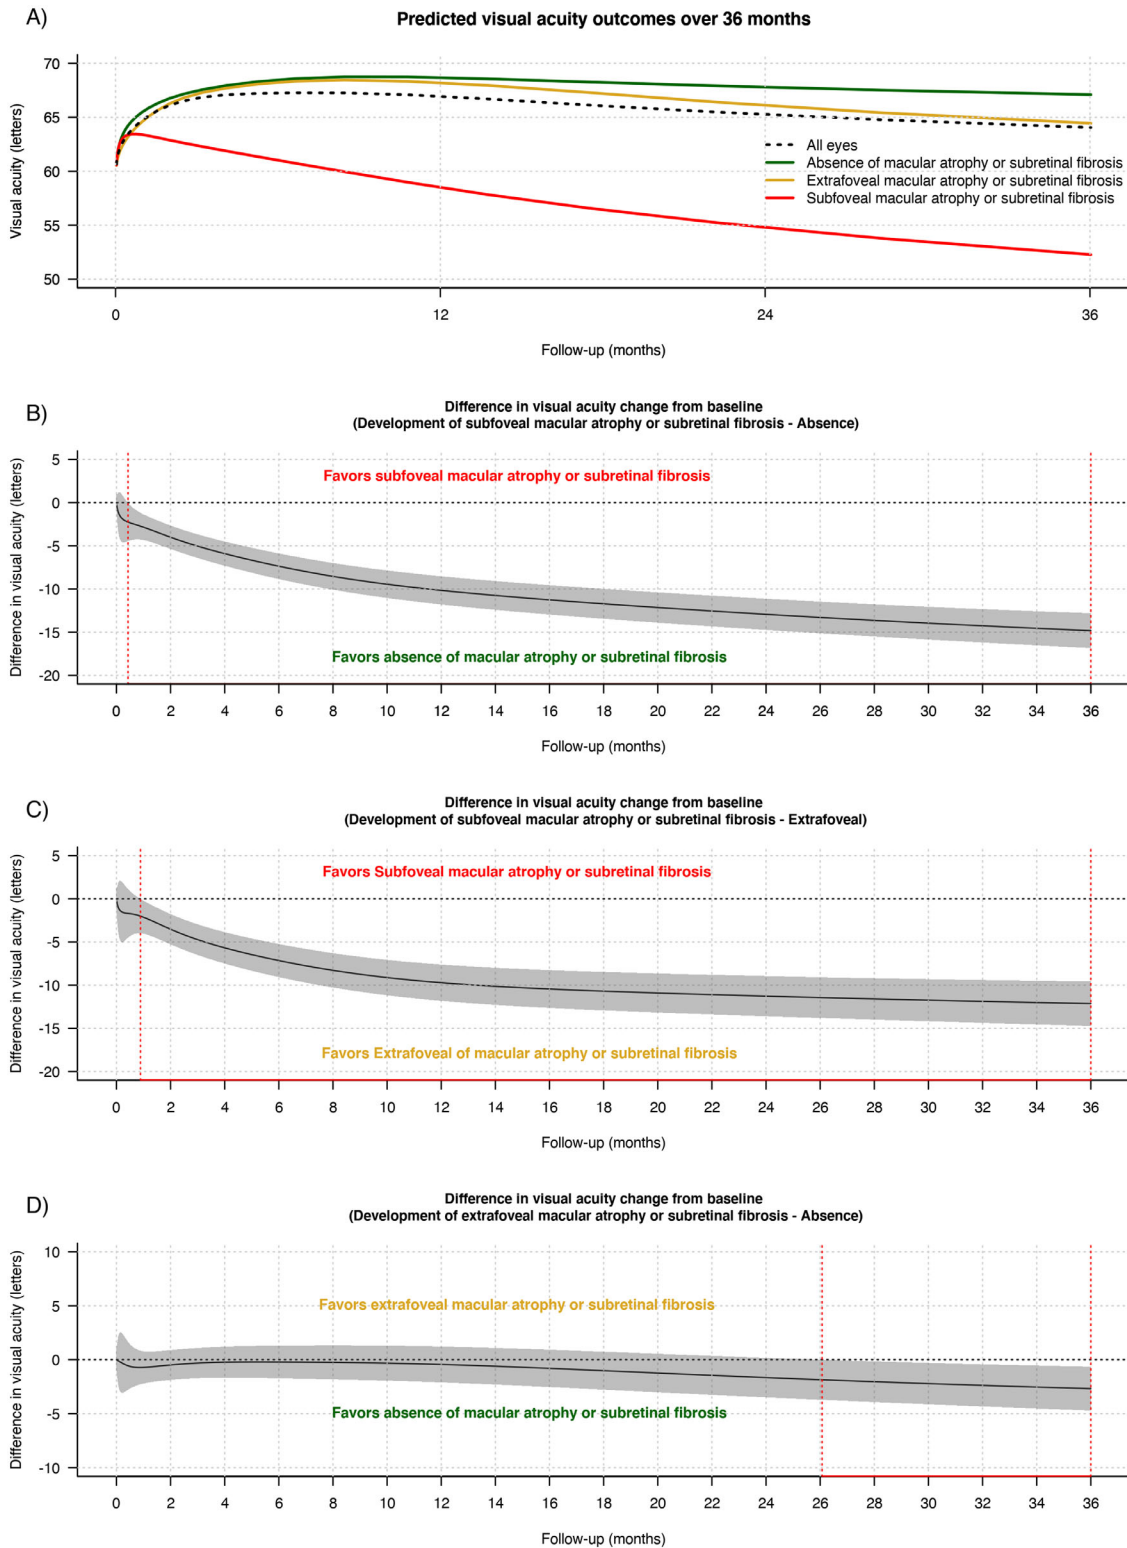 A)
Predicted visual acuity outcomes over 36 months
70
65
60
55
50
Visual acuity (letters)
All eyes
Absence of macular atrophy or subretinal fibrosis
Extrafoveal macular atrophy or subretinal fibrosis
Subfoveal macular atrophy or subretinal fibrosis
0 12 24 36
Follow-up (months)
B)
Difference in visual acuity change from baseline
(Development of subfoveal macular atrophy or subretinal fibrosis - Absence)
5
0
-5
-10
-15
-20
Difference in visual acuity (letters)
Favors subfoveal macular atrophy or subretinal fibrosis
Favors absence of macular atrophy or subretinal fibrosis
0 2 4 6 8 10 12 14 16 18 20 22 24 26 28 30 32 34 36
Follow-up (months)
C)
Difference in visual acuity change from baseline
(Development of subfoveal macular atrophy or subretinal fibrosis - Extrafoveal)
5
0
-5
-10
-15
-20
Difference in visual acuity (letters)
Favors Subfoveal macular atrophy or subretinal fibrosis
Favors Extrafoveal of macular atrophy or subretinal fibrosis
0 2 4 6 8 10 12 14 16 18 20 22 24 26 28 30 32 34 36
Follow-up (months)
D)
Difference in visual acuity change from baseline
(Development of extrafoveal macular atrophy or subretinal fibrosis - Absence)
10
5
0
-5
-10
Difference in visual acuity (letters)
Favors extrafoveal macular atrophy or subretinal fibrosis
Favors absence of macular atrophy or subretinal fibrosis
0 2 4 6 8 10 12 14 16 18 20 22 24 26 28 30 32 34 36
Follow-up (months)